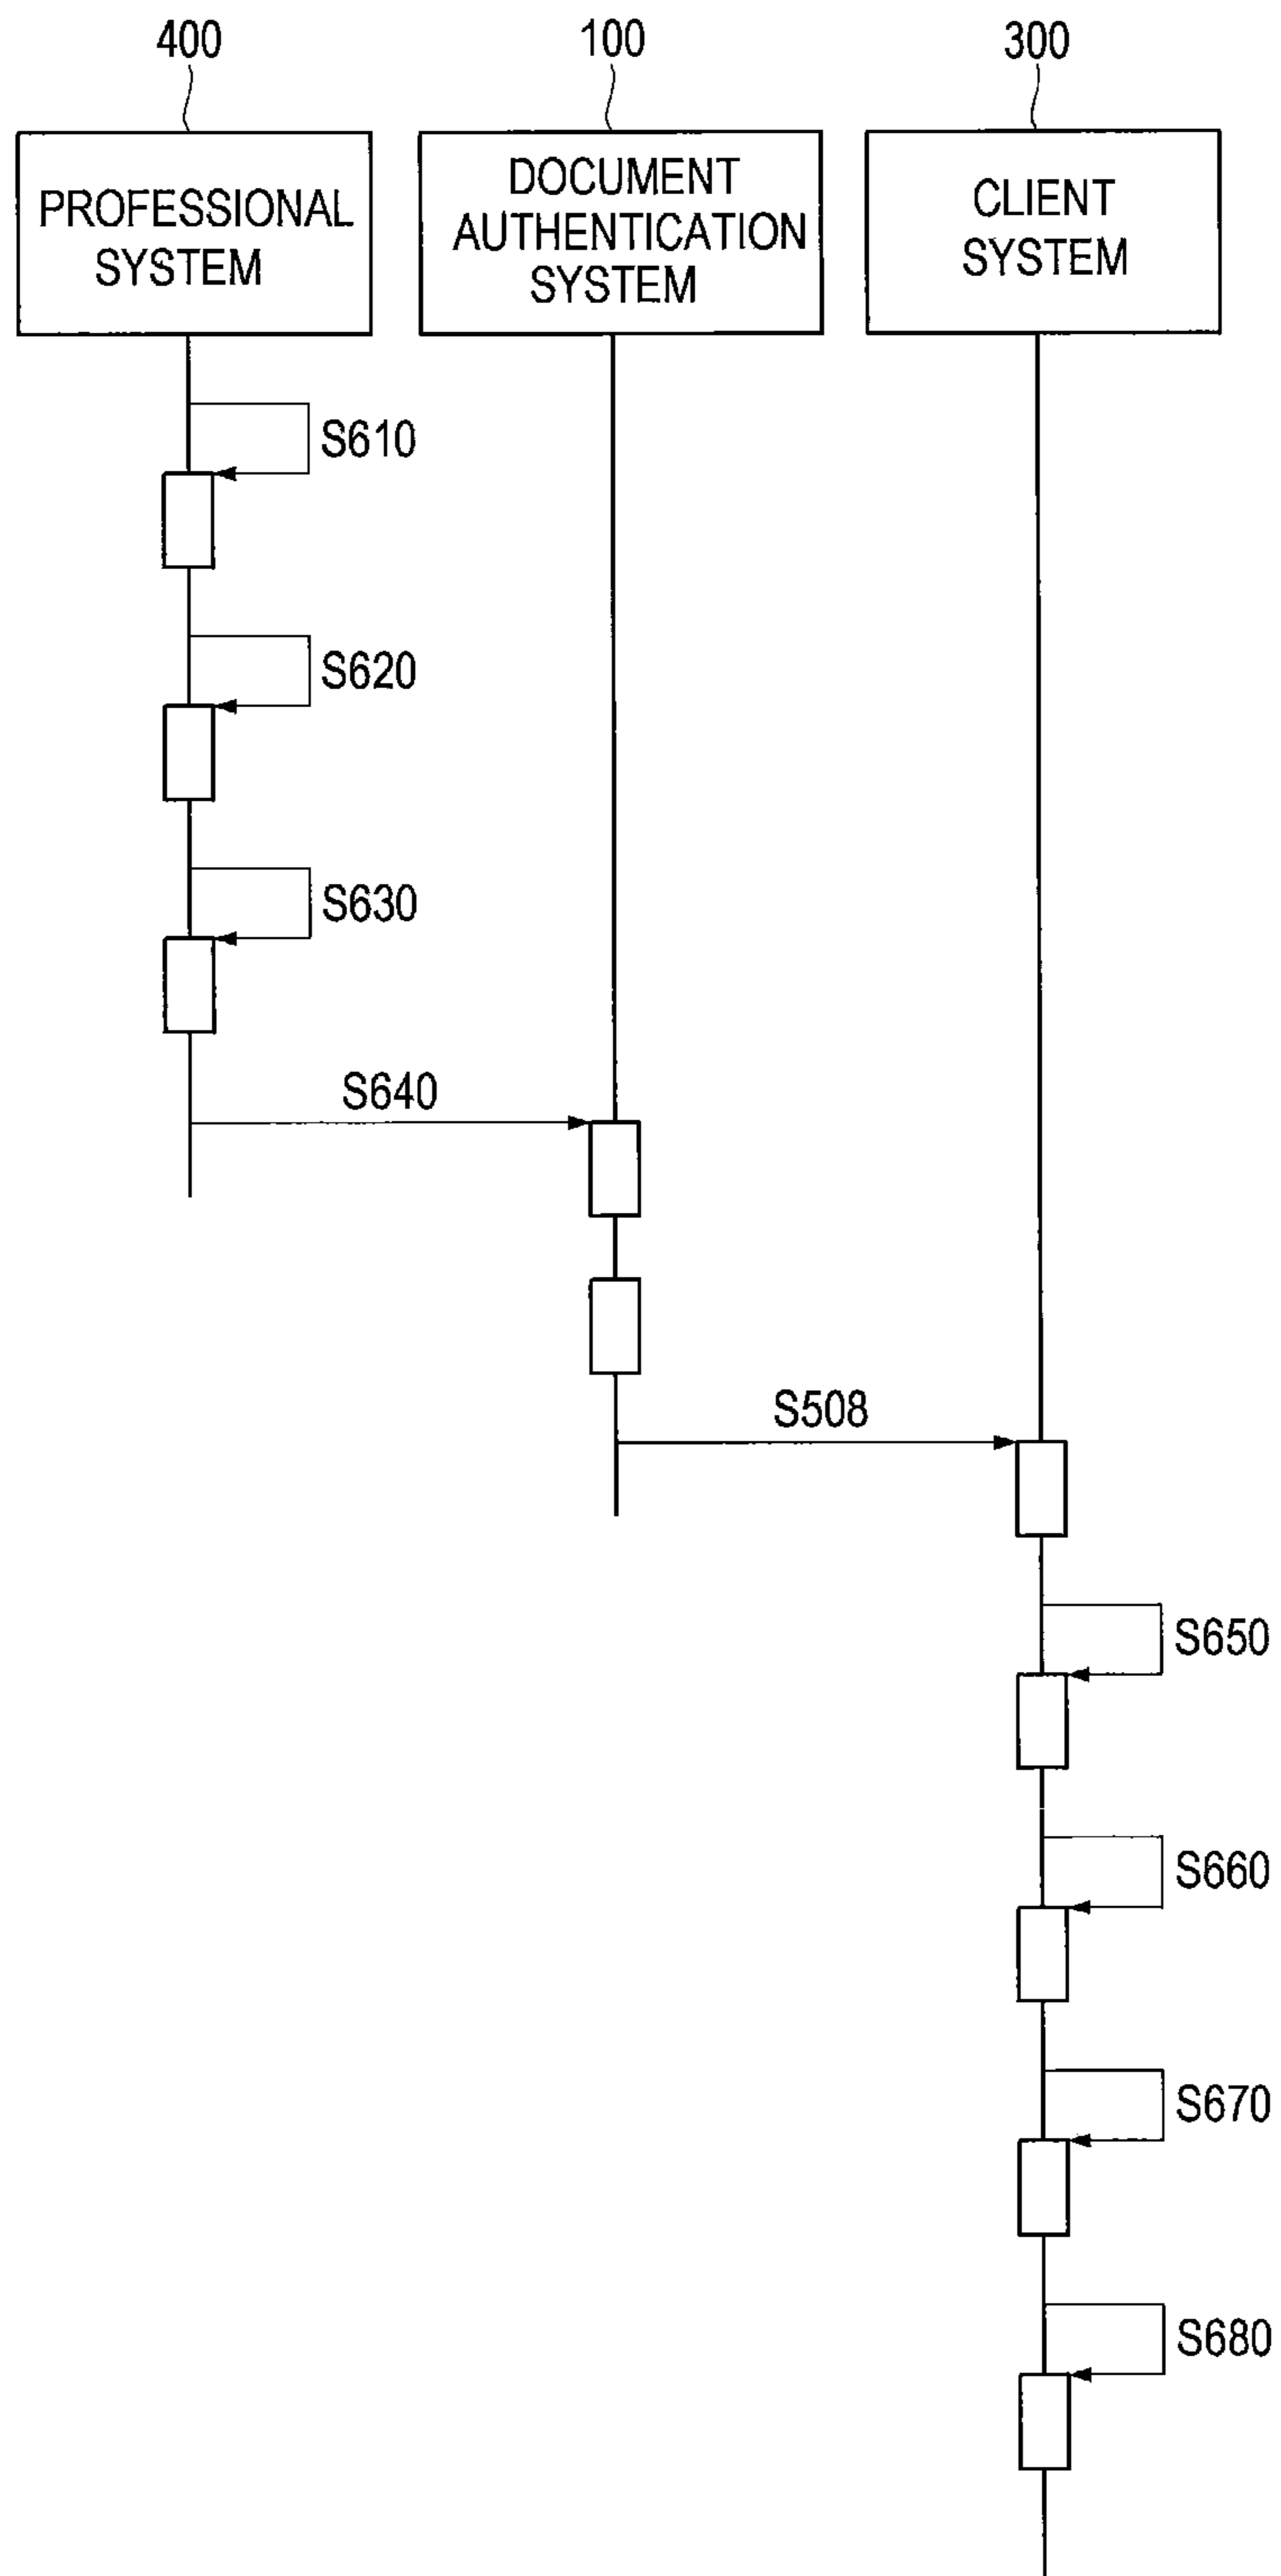 400
100
300
PROFESSIONAL
SYSTEM
DOCUMENT
AUTHENTICATION
SYSTEM
CLIENT
SYSTEM
S610
S620
S630
S640
S508
S650
S660
S670
S680